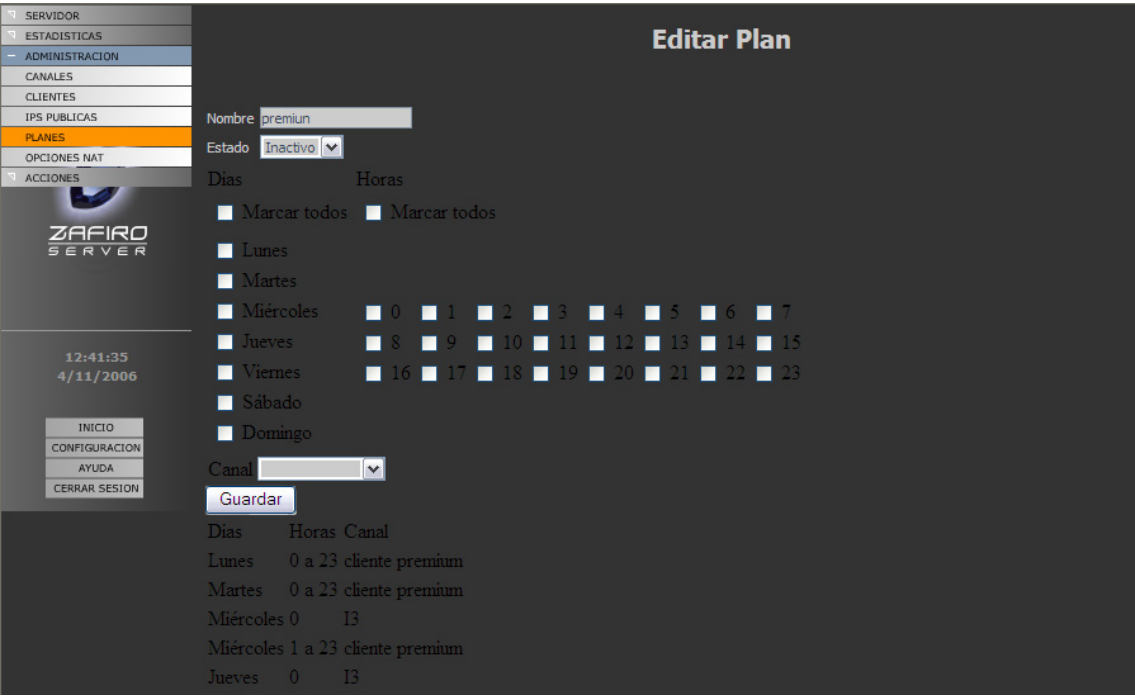 SERVIDOR
ESTADISTICAS
ADMINISTRACION
CANALES
CLIENTES
IPS PUBLICAS
PLANES
OPCIONES NAT
ACCIONES
ZAFIRO
SERVER
12:41:35
4/11/2006
INICIO
CONFIGURACION
AYUDA
CERRAR SESION
Editar Plan
Nombre premiun
Estado Inactivo
Dias Horas
Marcar todos Marcar todos
Lunes
Martes
Miércoles 0 1 2 3 4 5 6 7
Jueves 8 9 10 11 12 13 14 15
Viernes 16 17 18 19 20 21 22 23
Sábado
Domingo
Canal
Guardar
Dias Horas Canal
Lunes 0 a 23 cliente premium
Martes 0 a 23 cliente premium
Miércoles 0 I3
Miércoles 1 a 23 cliente premium
Jueves 0 I3